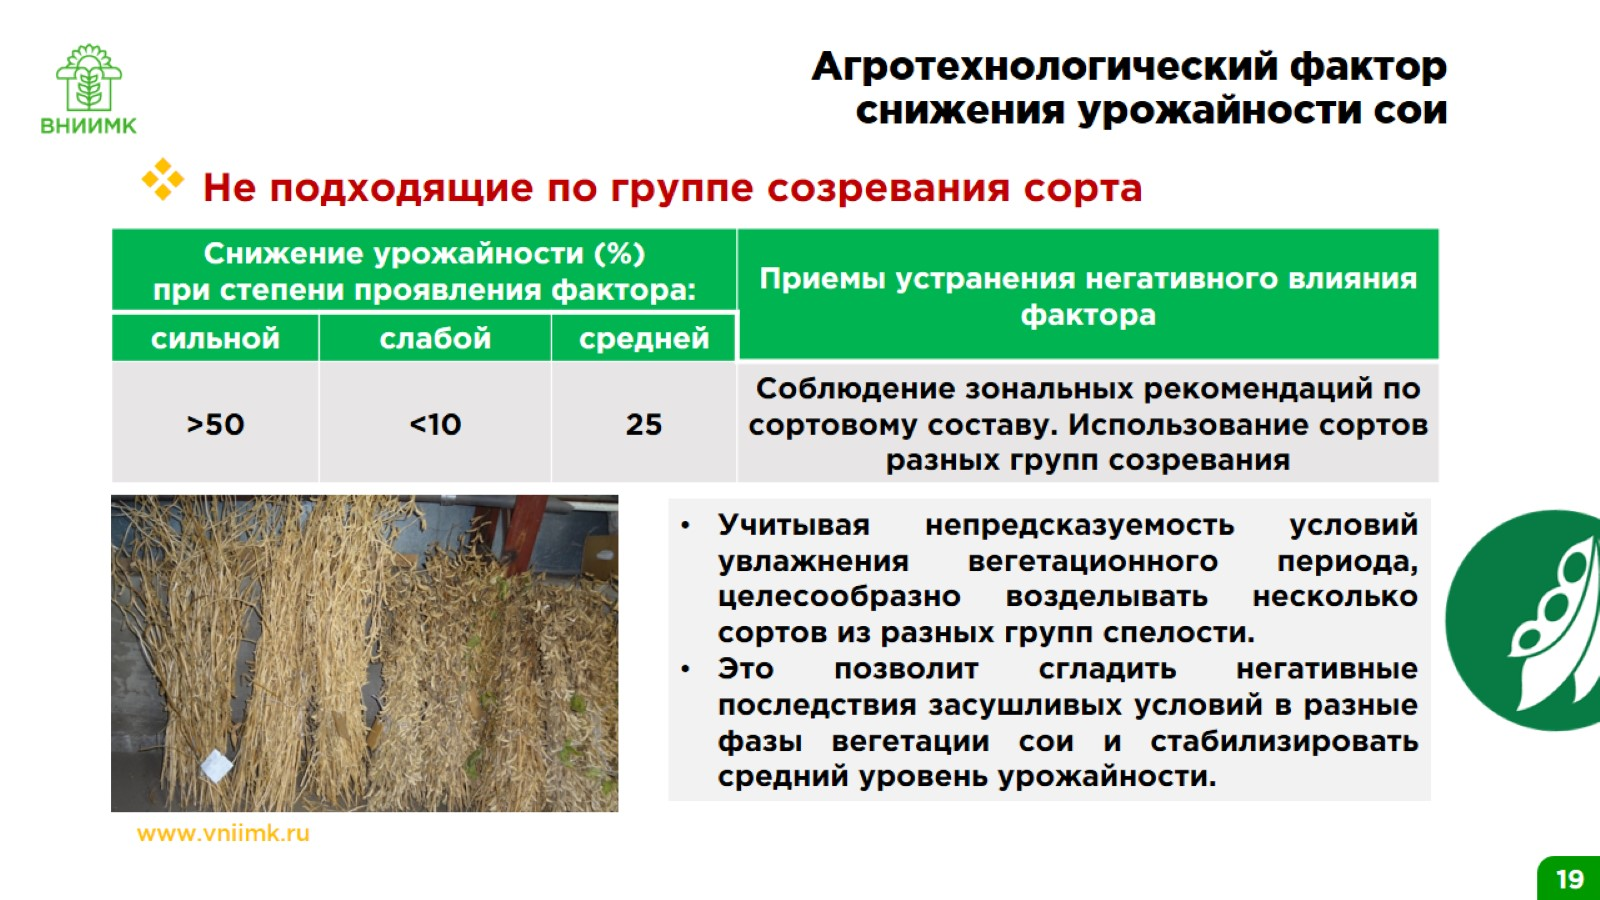 ВНИИМК
Агротехнологический фактор
снижения урожайности сои
Не подходящие по группе созревания сорта
Снижение урожайности (%)
при степени проявления фактора:
Приемы устранения негативного влияния
фактора
сильной слабой средней
>50 <10 25
Соблюдение зональных рекомендаций по
сортовому составу. Использование сортов
разных групп созревания
• Учитывая непредсказуемость условий
увлажнения вегетационного периода,
целесообразно возделывать несколько
сортов из разных групп спелости.
• Это позволит сгладить негативные
последствия засушливых условий в разные
фазы вегетации сои и стабилизировать
средний уровень урожайности.
www.vniimk.ru
19